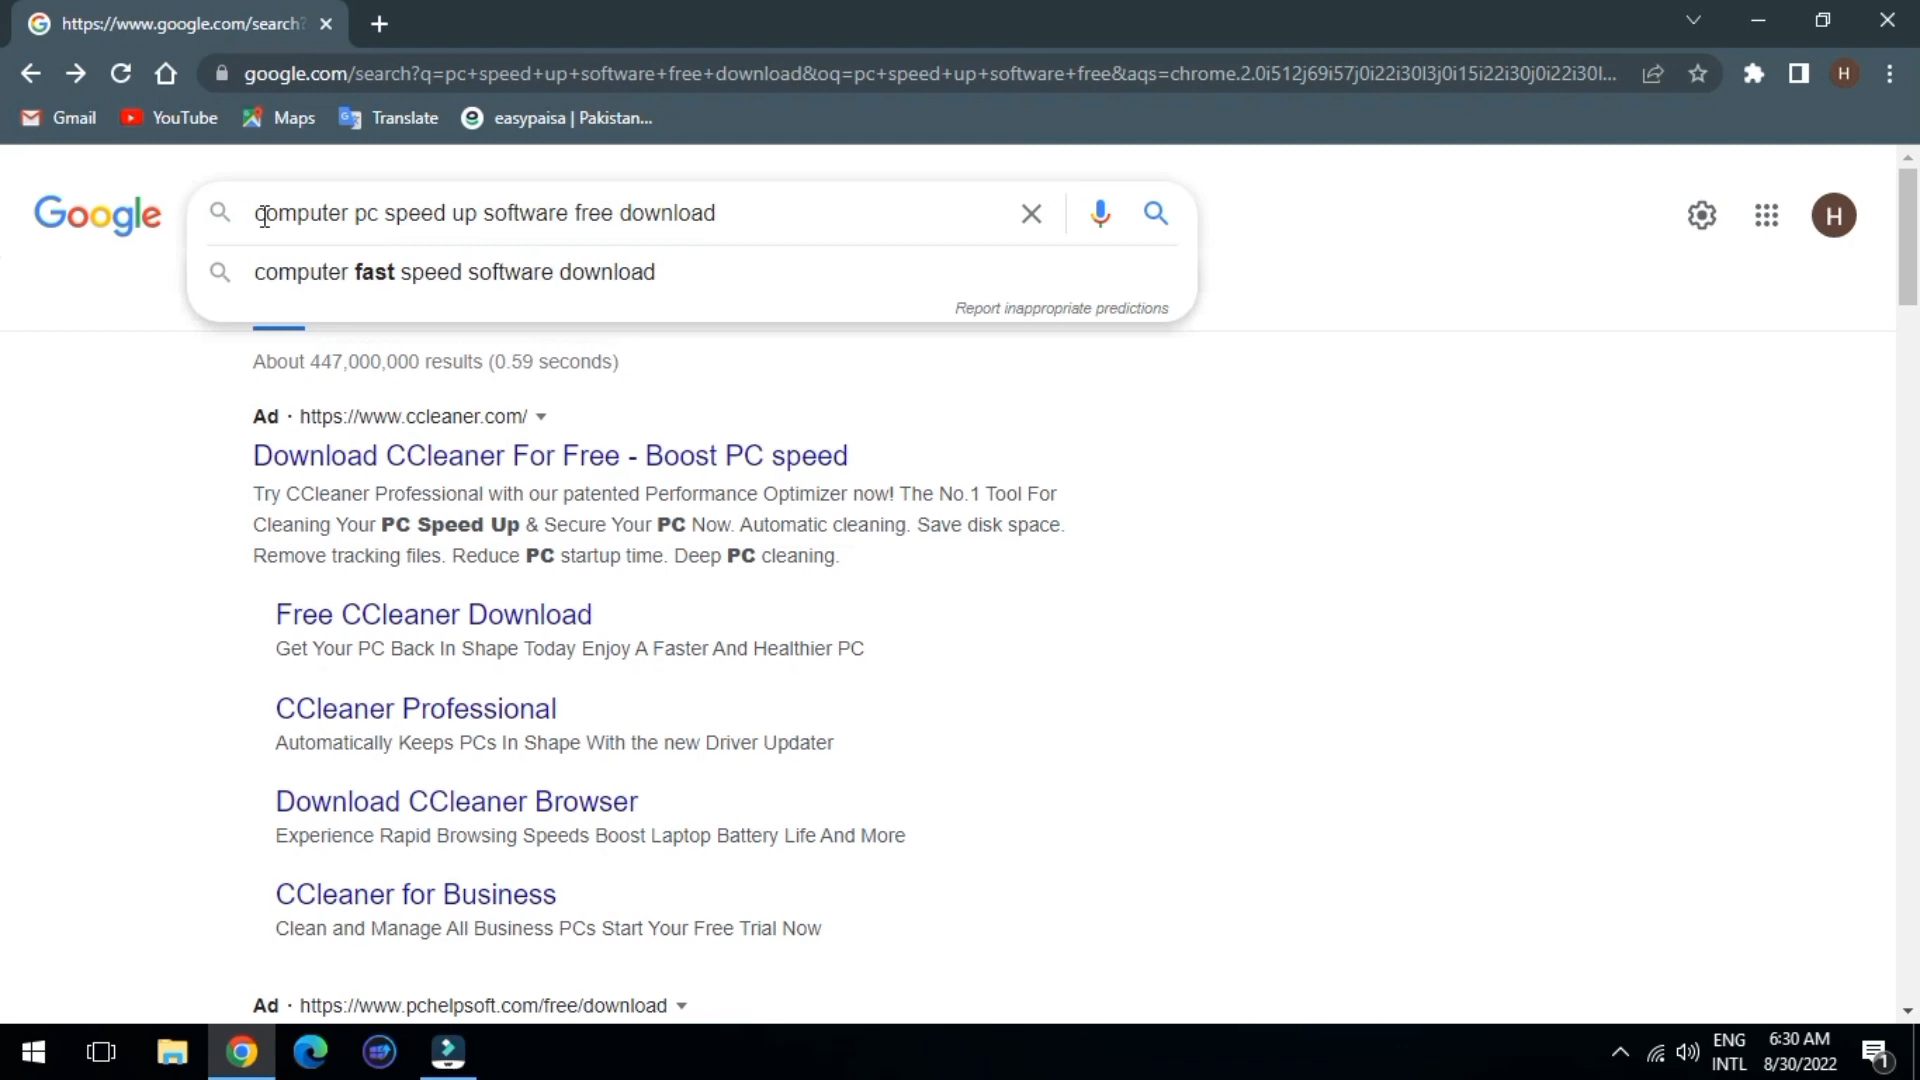 https://www.google.com/search?
google.com/search?q=pc+speed+up+software+free+download&oq=pc+speed+up+software+free&aqs=chrome.2.0i512j69i57j0i22i30l3j0i15i22i30j0i22i30l...
H
Gmail
YouTube
Maps
Translate
easypaisa | Pakistan...
Google
computer pc speed up software free download
H
computer fast speed software download
Report inappropriate predictions
About 447,000,000 results (0.59 seconds)
Ad · https://www.ccleaner.com/
Download CCleaner For Free - Boost PC speed
Try CCleaner Professional with our patented Performance Optimizer now! The No.1 Tool For
Cleaning Your PC Speed Up & Secure Your PC Now. Automatic cleaning. Save disk space.
Remove tracking files. Reduce PC startup time. Deep PC cleaning.
Free CCleaner Download
Get Your PC Back In Shape Today Enjoy A Faster And Healthier PC
CCleaner Professional
Automatically Keeps PCs In Shape With the new Driver Updater
Download CCleaner Browser
Experience Rapid Browsing Speeds Boost Laptop Battery Life And More
CCleaner for Business
Clean and Manage All Business PCs Start Your Free Trial Now
Ad · https://www.pchelpsoft.com/free/download
ENG
INTL
6:30 AM
8/30/2022
1